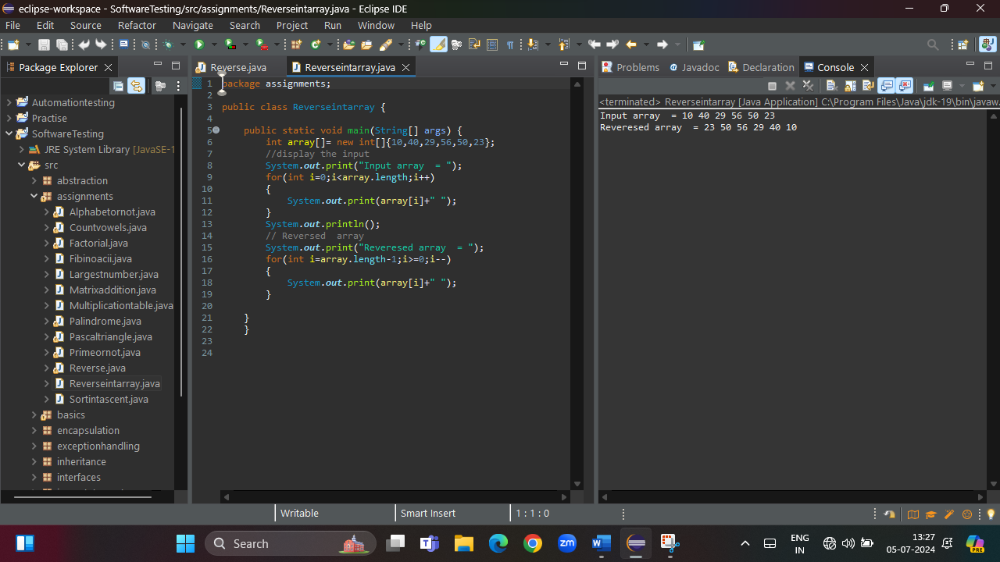 eclipse-workspace - SoftwareTesting/src/assignments/Reverseintarray.java - Eclipse IDE
File Edit Source Refactor Navigate Search Project Run Window Help
Package Explorer
Automationtesting
Practise
SoftwareTesting
JRE System Library [JavaSE-1
src
abstraction
assignments
Alphabetornot.java
Countvowels.java
Factorial.java
Fibinoacii.java
Largestnumber.java
Matrixaddition.java
Multiplicationtable.java
Palindrome.java
Pascaltriangle.java
Primeornot.java
Reverse.java
Reverseintarray.java
Sortintascent.java
basics
encapsulation
exceptionhandling
inheritance
interfaces
Reverse.java Reverseintarray.java
1 package assignments;
2
3 public class Reverseintarray {
4
5 public static void main(String[] args) {
6 int array[]= new int[]{10,40,29,56,50,23};
7 //display the input
8 System.out.print("Input array  = ");
9 for(int i=0;i<array.length;i++)
10 {
11 System.out.print(array[i]+" ");
12 }
13 System.out.println();
14 // Reversed  array
15 System.out.print("Reveresed array  = ");
16 for(int i=array.length-1;i>=0;i--)
17 {
18 System.out.print(array[i]+" ");
19 }
20
21 }
22 }
23
24
Problems Javadoc Declaration Console
<terminated> Reverseintarray [Java Application] C:\Program Files\Java\jdk-19\bin\javaw.
Input array  = 10 40 29 56 50 23
Reveresed array  = 23 50 56 29 40 10
Writable Smart Insert 1 : 1 : 0
Search
zm
ENG
IN
13:27
05-07-2024
PRE